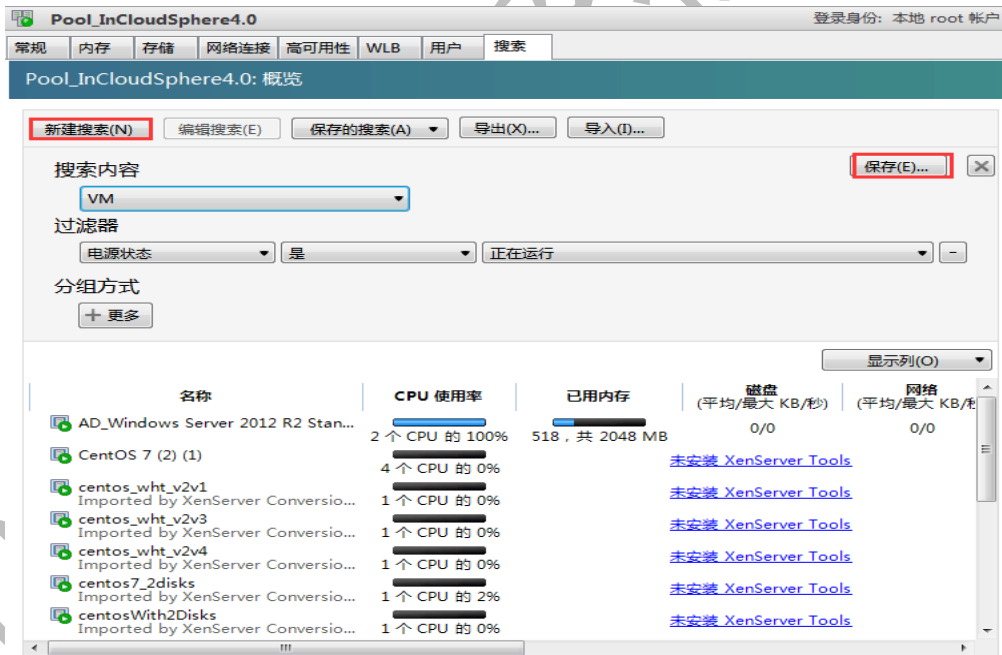 Pool_InCloudSphere4.0 登录身份: 本地 root 帐户
常规 内存 存储 网络连接 高可用性 WLB 用户 搜索
Pool_InCloudSphere4.0: 概览
新建搜索(N) 编辑搜索(E) 保存的搜索(A) 导出(X)... 导入(I)...
搜索内容 保存(E)...
VM
过滤器
电源状态 是 正在运行
分组方式
更多
显示列(O)
名称 CPU 使用率 已用内存 磁盘 网络
(平均/最大 KB/秒) (平均/最大 KB/秒
AD_Windows Server 2012 R2 Stan... 0/0 0/0
2 个 CPU 的 100% 518，共 2048 MB
CentOS 7 (2) (1) 未安装 XenServer Tools
4 个 CPU 的 0%
centos_wht_v2v1 未安装 XenServer Tools
Imported by XenServer Conversio... 1 个 CPU 的 0%
centos_wht_v2v3 未安装 XenServer Tools
Imported by XenServer Conversio... 1 个 CPU 的 0%
centos_wht_v2v4 未安装 XenServer Tools
Imported by XenServer Conversio... 1 个 CPU 的 0%
centos7_2disks 未安装 XenServer Tools
Imported by XenServer Conversio... 1 个 CPU 的 2%
centosWith2Disks 未安装 XenServer Tools
Imported by XenServer Conversio... 1 个 CPU 的 0%